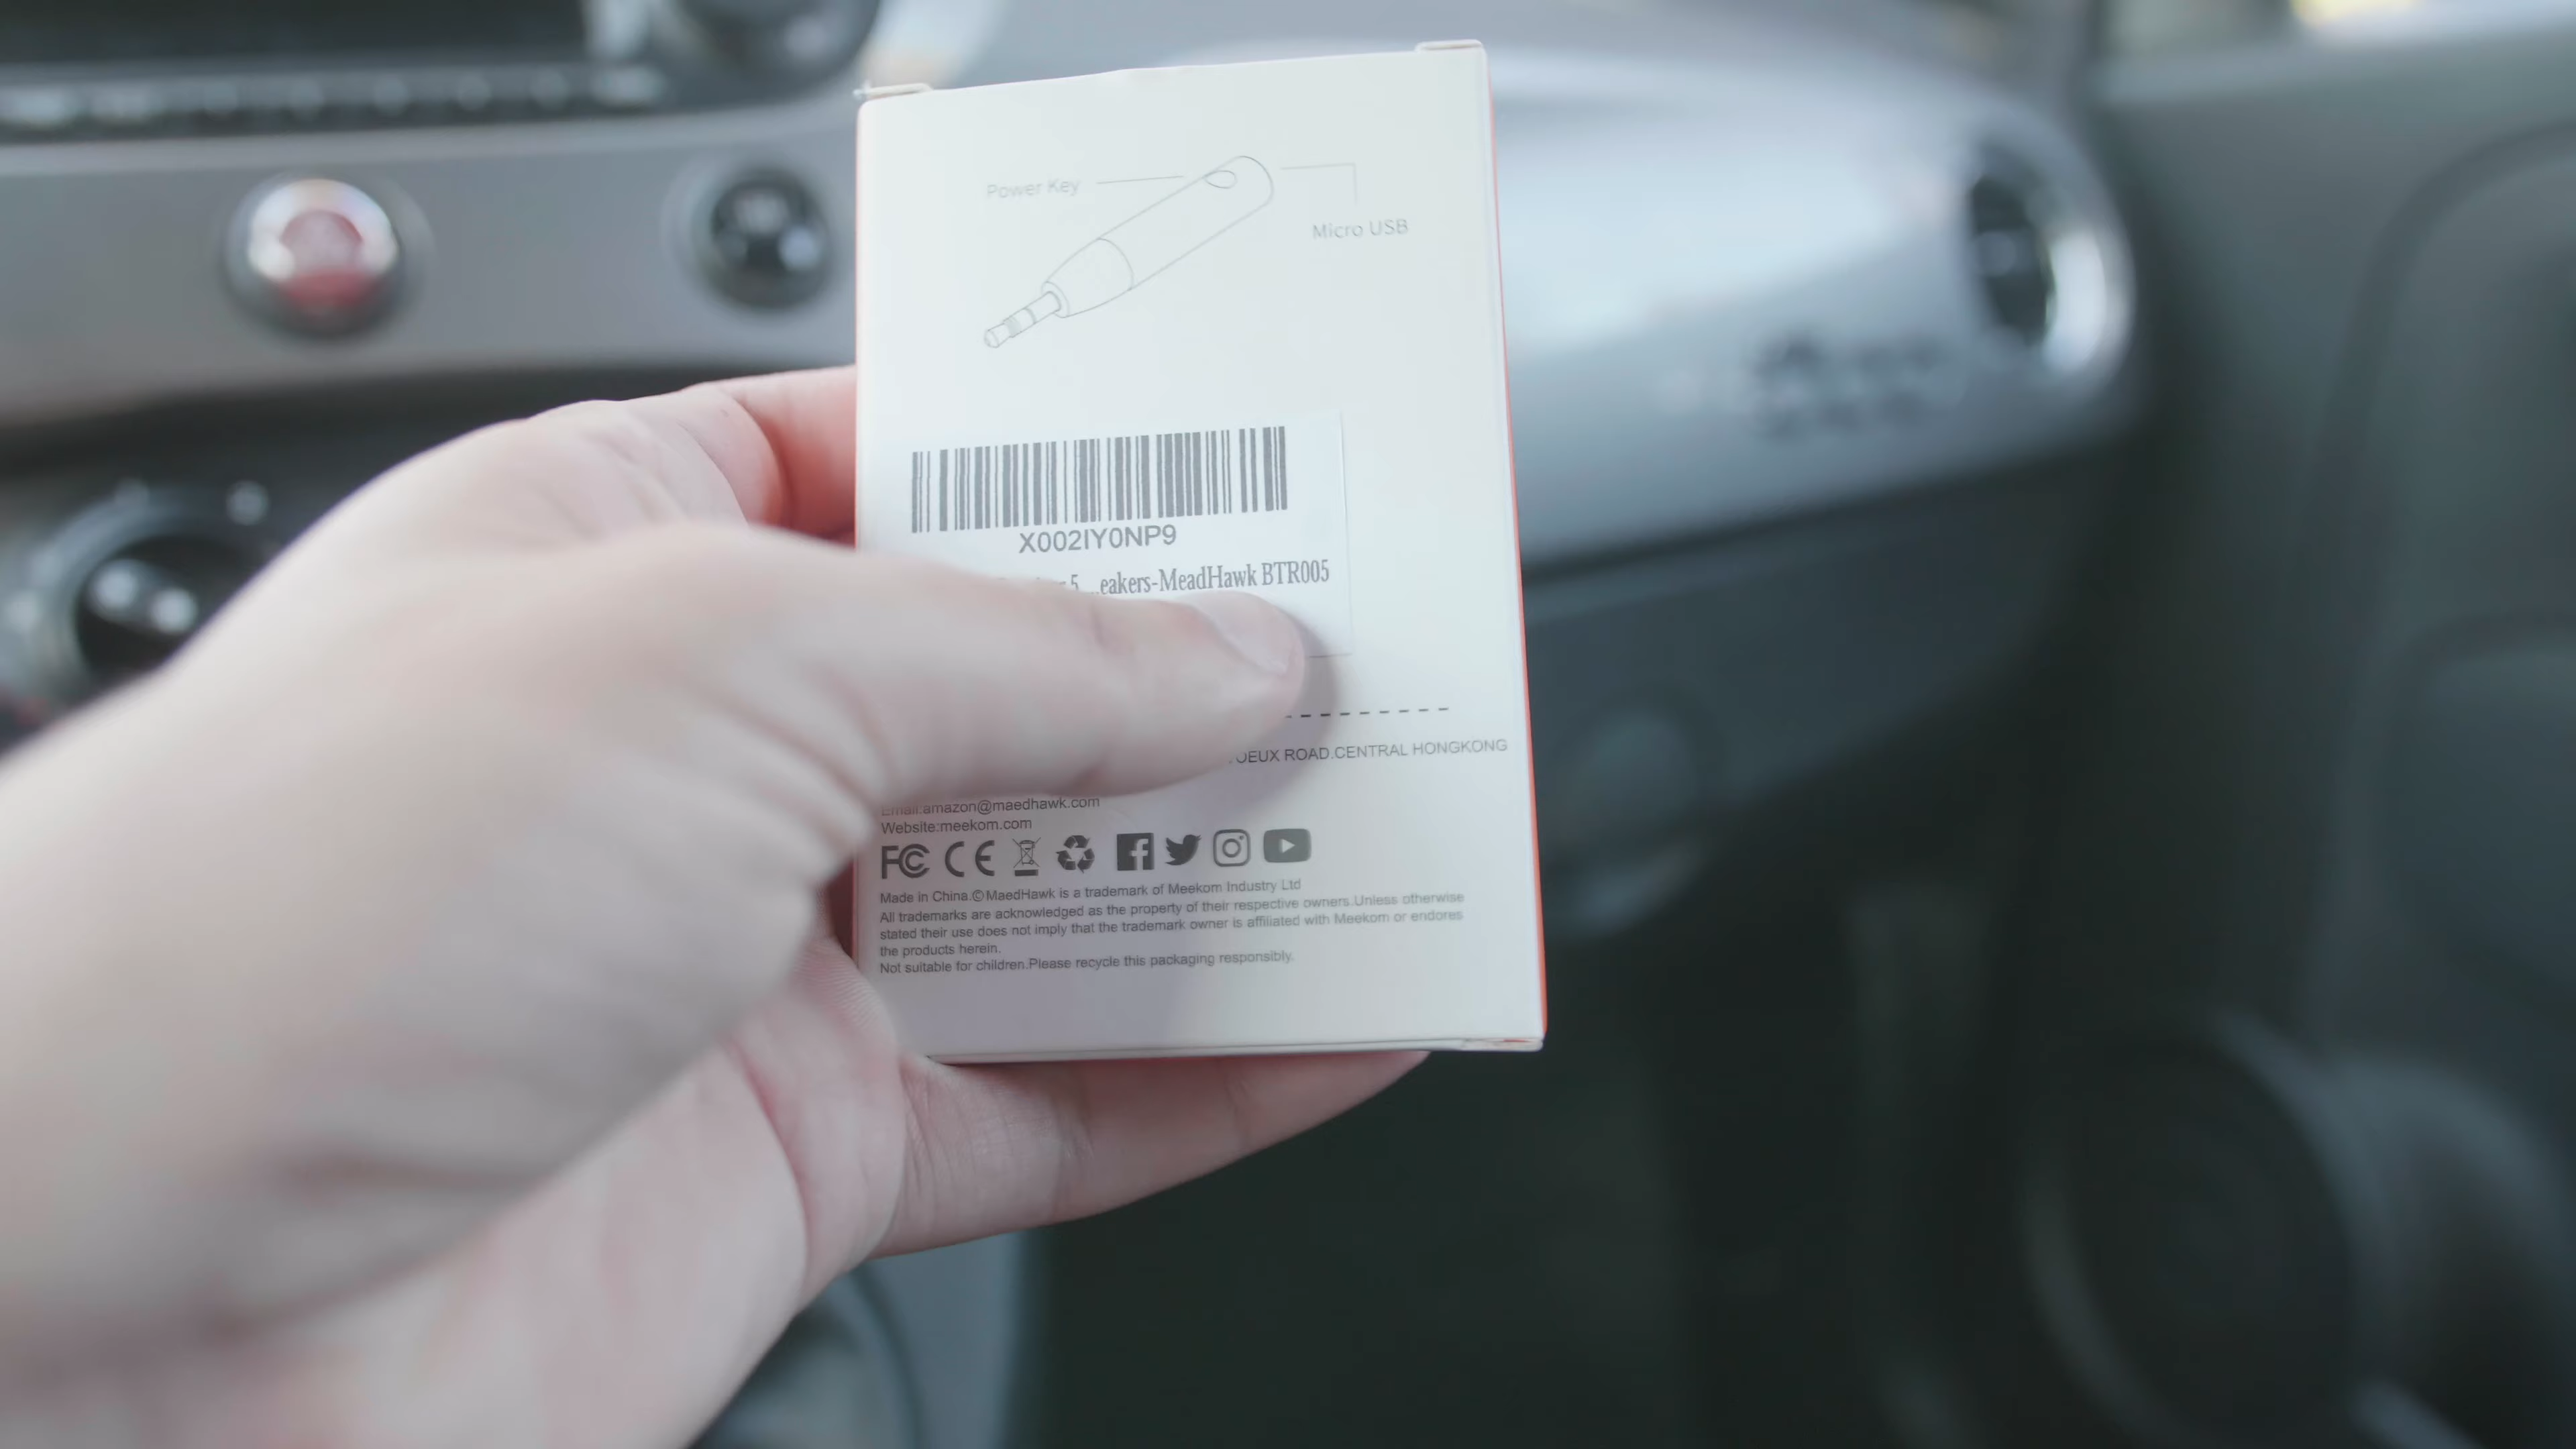 Power Key
Micro USB
X002IY0NP9
5 ...eakers-MeadHawk BTR005
OEUX ROAD.CENTRAL HONGKONG
Email:amazon@maedhawk.com
Website:meekom.com
FC CE
Made in China.©MaedHawk is a trademark of Meekom Industry Ltd
All trademarks are acknowledged as the property of their respective owners.Unless otherwise
stated their use does not imply that the trademark owner is affiliated with Meekom or endores
the products herein.
Not suitable for children.Please recycle this packaging responsibly.